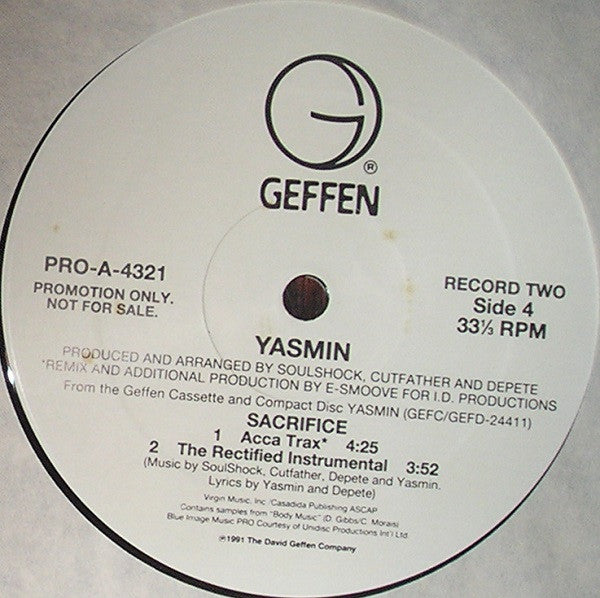 G®
GEFFEN
PRO-A-4321
PROMOTION ONLY.
NOT FOR SALE.
RECORD TWO
Side 4
33⅓ RPM
YASMIN
PRODUCED AND ARRANGED BY SOULSHOCK, CUTFATHER AND DEPETE
*REMIX AND ADDITIONAL PRODUCTION BY E-SMOOVE FOR I.D. PRODUCTIONS
From the Geffen Cassette and Compact Disc YASMIN (GEFC/GEFD-24411)
SACRIFICE
1 Acca Trax* 4:25
2 The Rectified Instrumental 3:52
(Music by SoulShock, Cutfather, Depete and Yasmin.
Lyrics by Yasmin and Depete)
Virgin Music, Inc./Casadida Publishing ASCAP
Contains samples from "Body Music" (D. Gibbs/C. Morais)
Blue Image Music PRO Courtesy of Unidisc Productions Int'l Ltd.
℗1991 The David Geffen Company